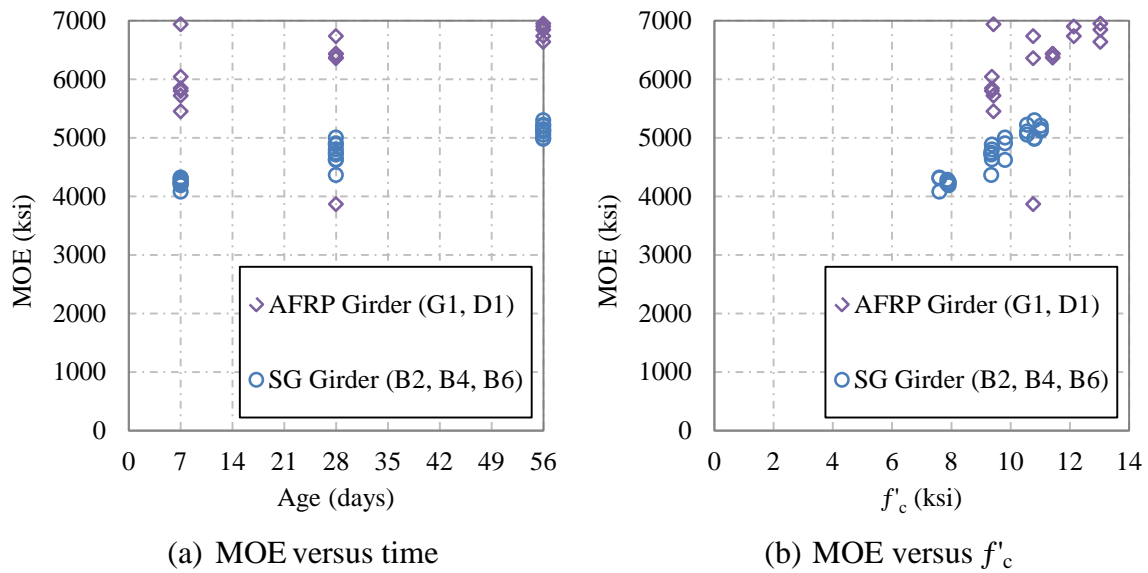 7000
6000
5000
4000
3000
2000
1000
0
MOE (ksi)
AFRP Girder (G1, D1)
SG Girder (B2, B4, B6)
0 7 14 21 28 35 42 49 56
Age (days)
(a) MOE versus time
7000
6000
5000
4000
3000
2000
1000
0
MOE (ksi)
AFRP Girder (G1, D1)
SG Girder (B2, B4, B6)
0 2 4 6 8 10 12 14
f'c (ksi)
(b) MOE versus f'c